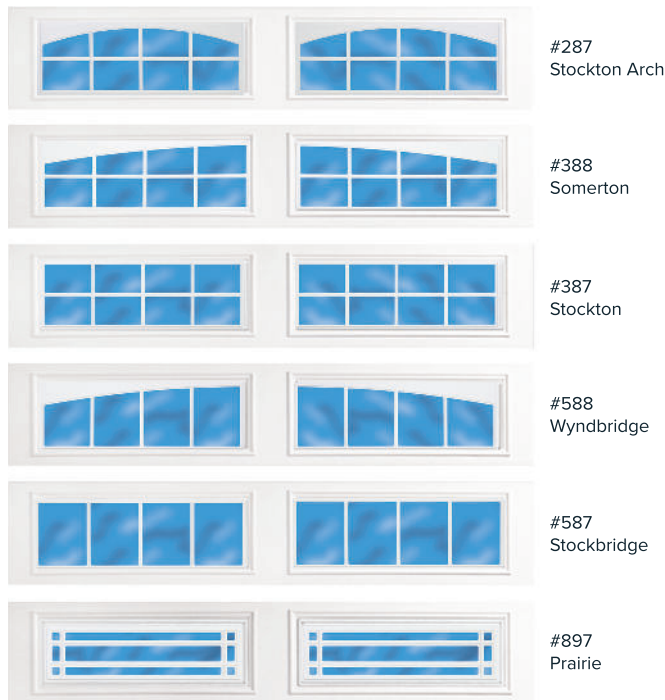 #287
Stockton Arch
#388
Somerton
#387
Stockton
#588
Wyndbridge
#587
Stockbridge
#897
Prairie